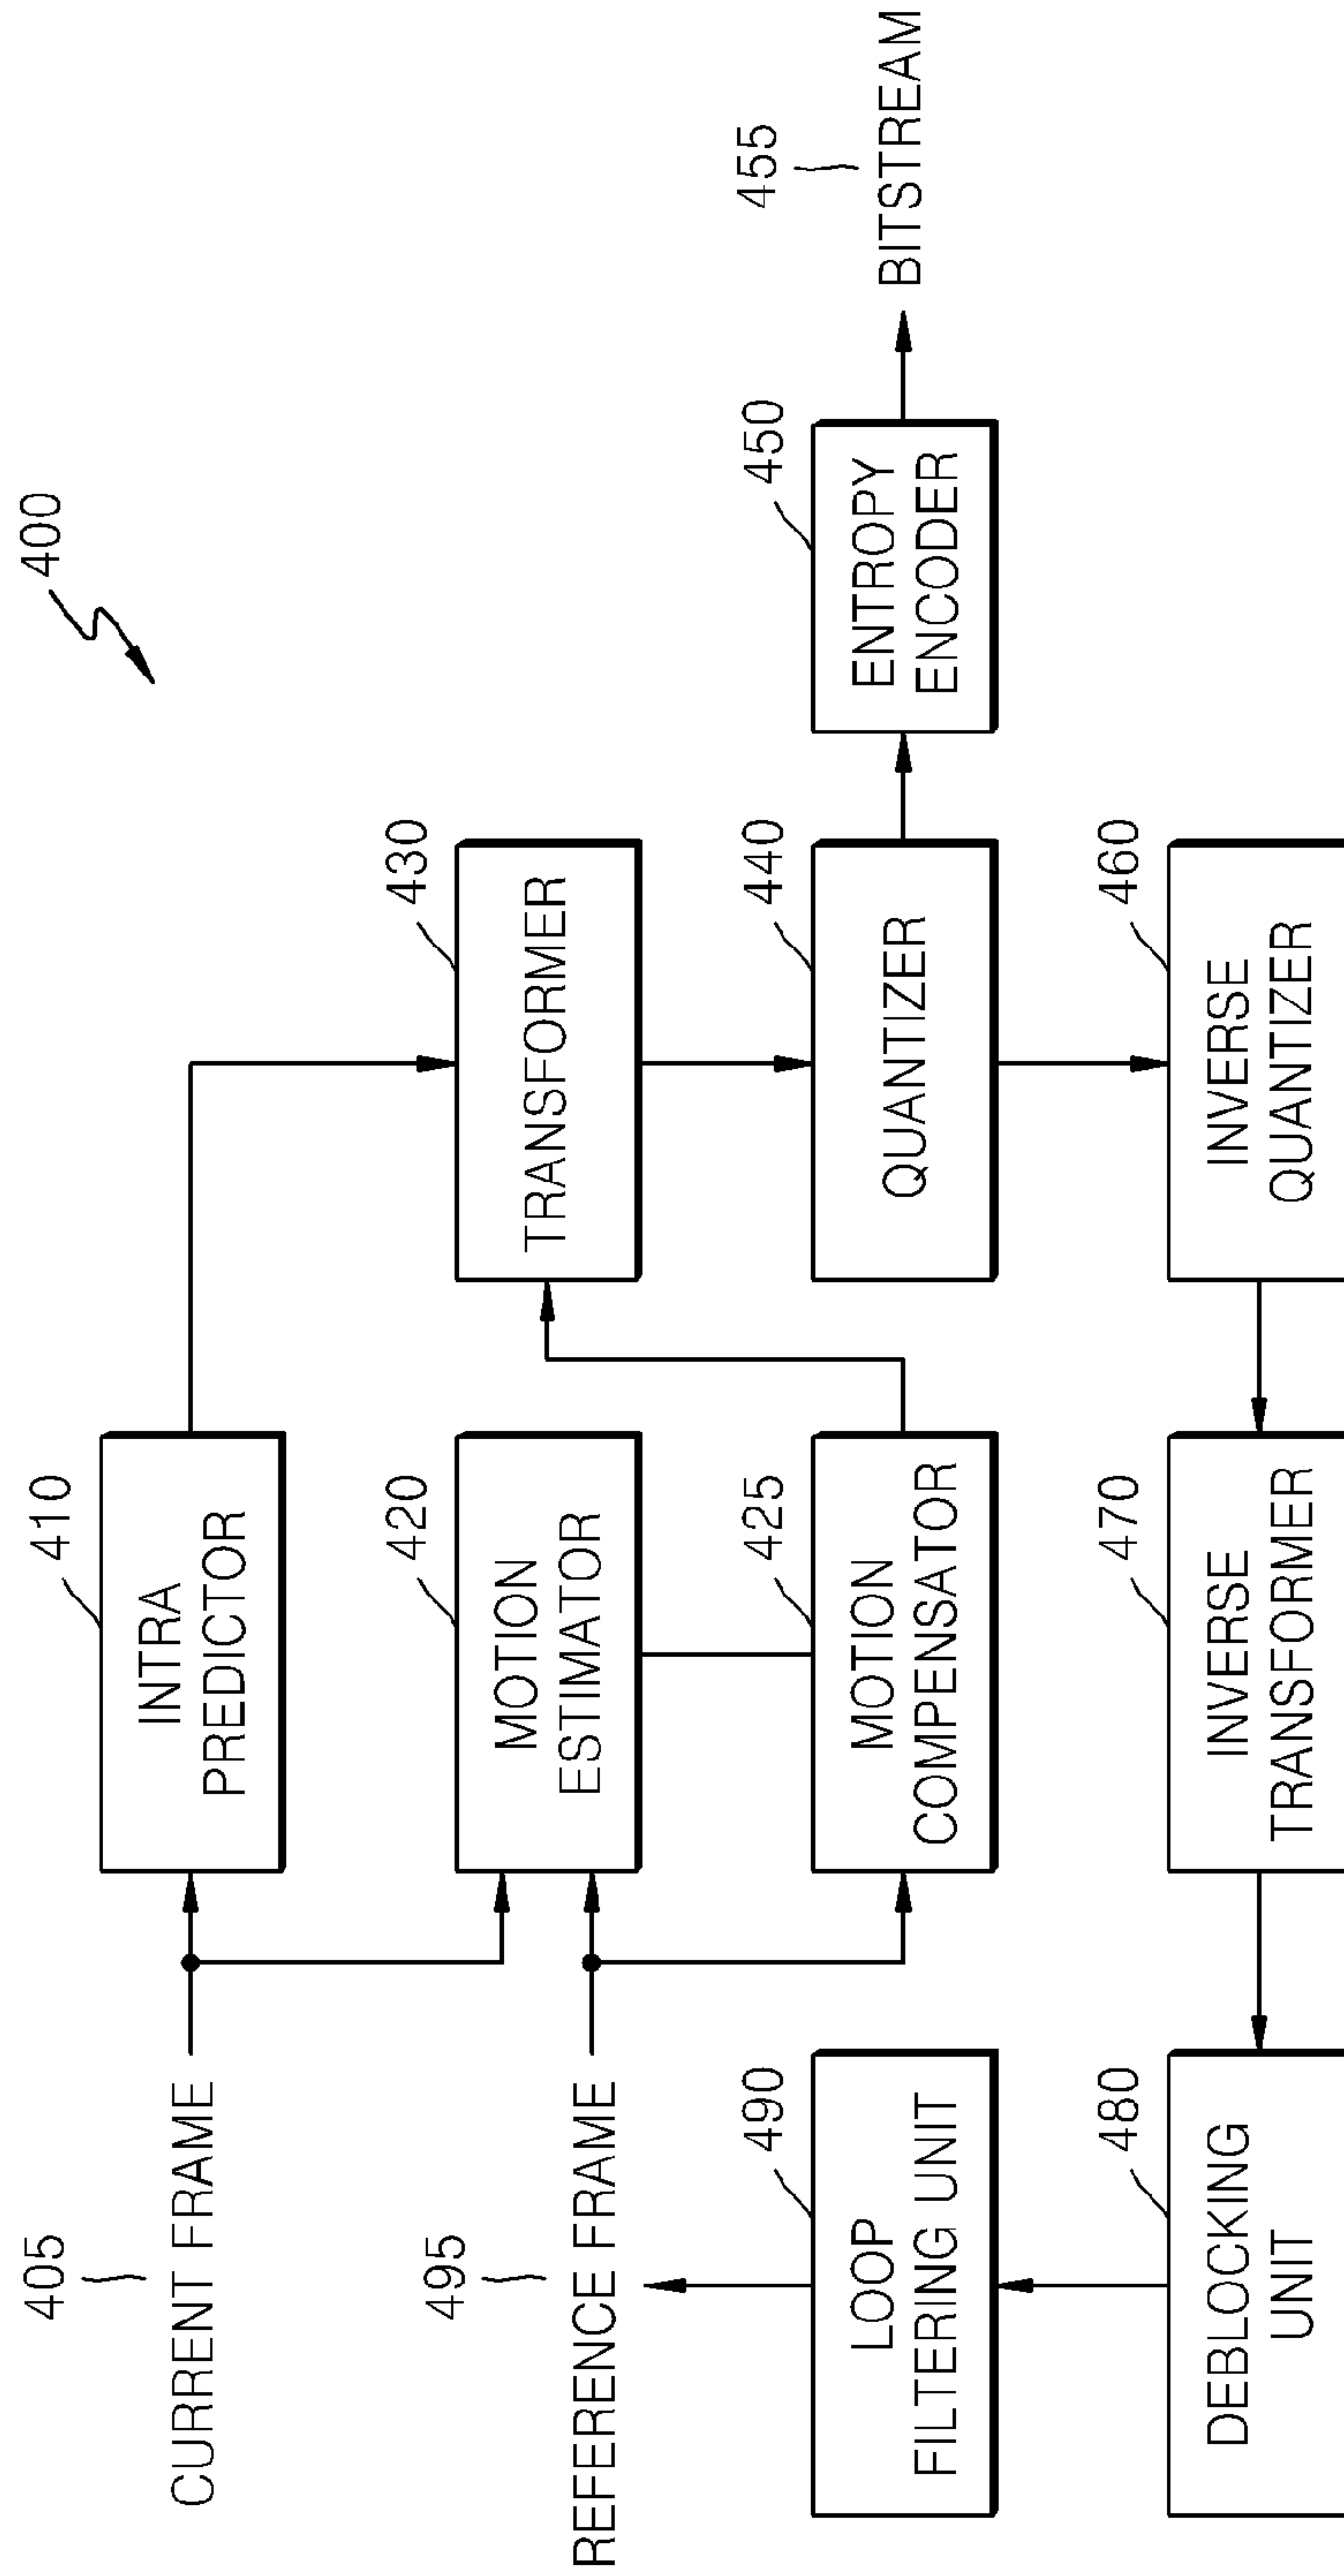 400
405
CURRENT FRAME
410
INTRA
PREDICTOR
495
REFERENCE FRAME
420
MOTION
ESTIMATOR
430
TRANSFORMER
490
LOOP
FILTERING UNIT
425
MOTION
COMPENSATOR
440
QUANTIZER
450
ENTROPY
ENCODER
455
BITSTREAM
480
DEBLOCKING
UNIT
470
INVERSE
TRANSFORMER
460
INVERSE
QUANTIZER